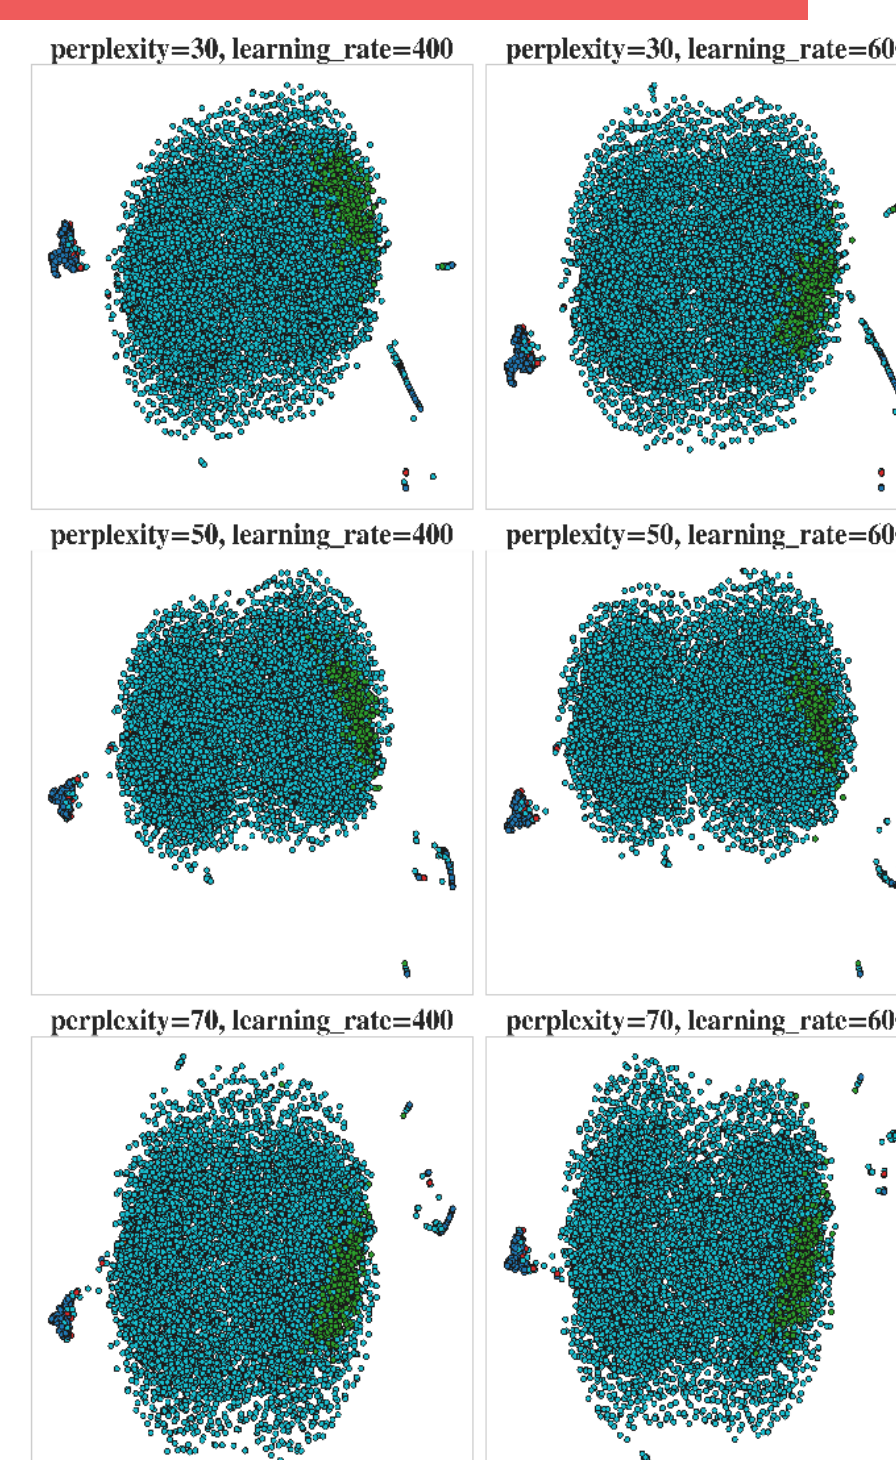 perplexity=30, learning_rate=400
perplexity=30, learning_rate=60
perplexity=50, learning_rate=400
perplexity=50, learning_rate=60
perplexity=70, learning_rate=400
perplexity=70, learning_rate=60